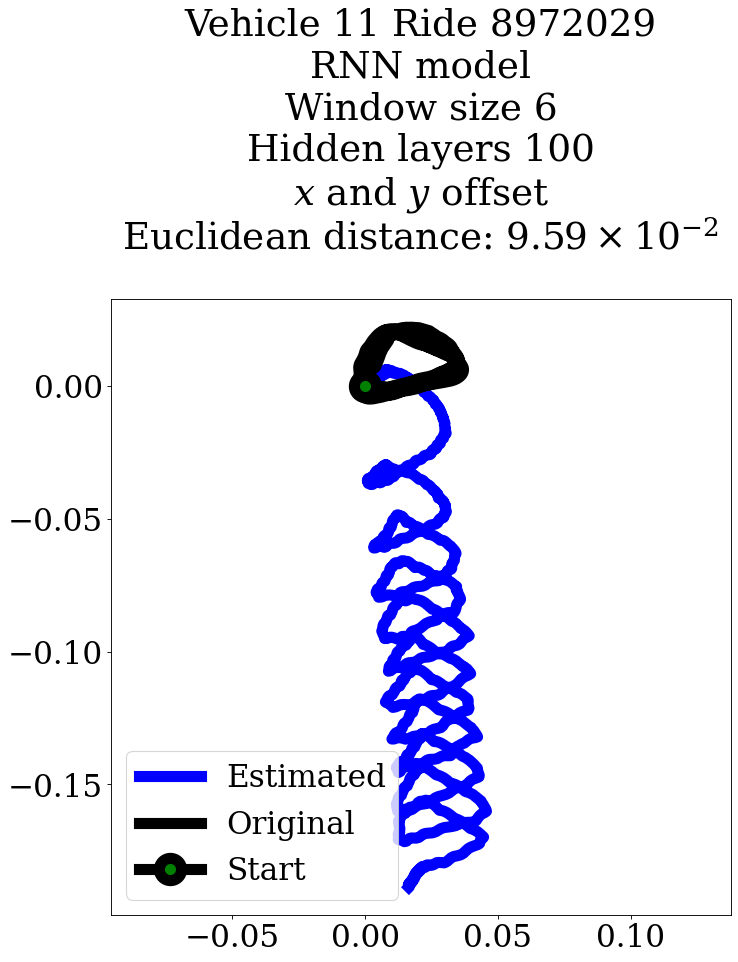 Vehicle 11 Ride 8972029
RNN model
Window size 6
Hidden layers 100
x and y offset
Euclidean distance: 9.59 × 10⁻²
0.00
−0.05
−0.10
−0.15
Estimated
Original
Start
−0.05 0.00 0.05 0.10